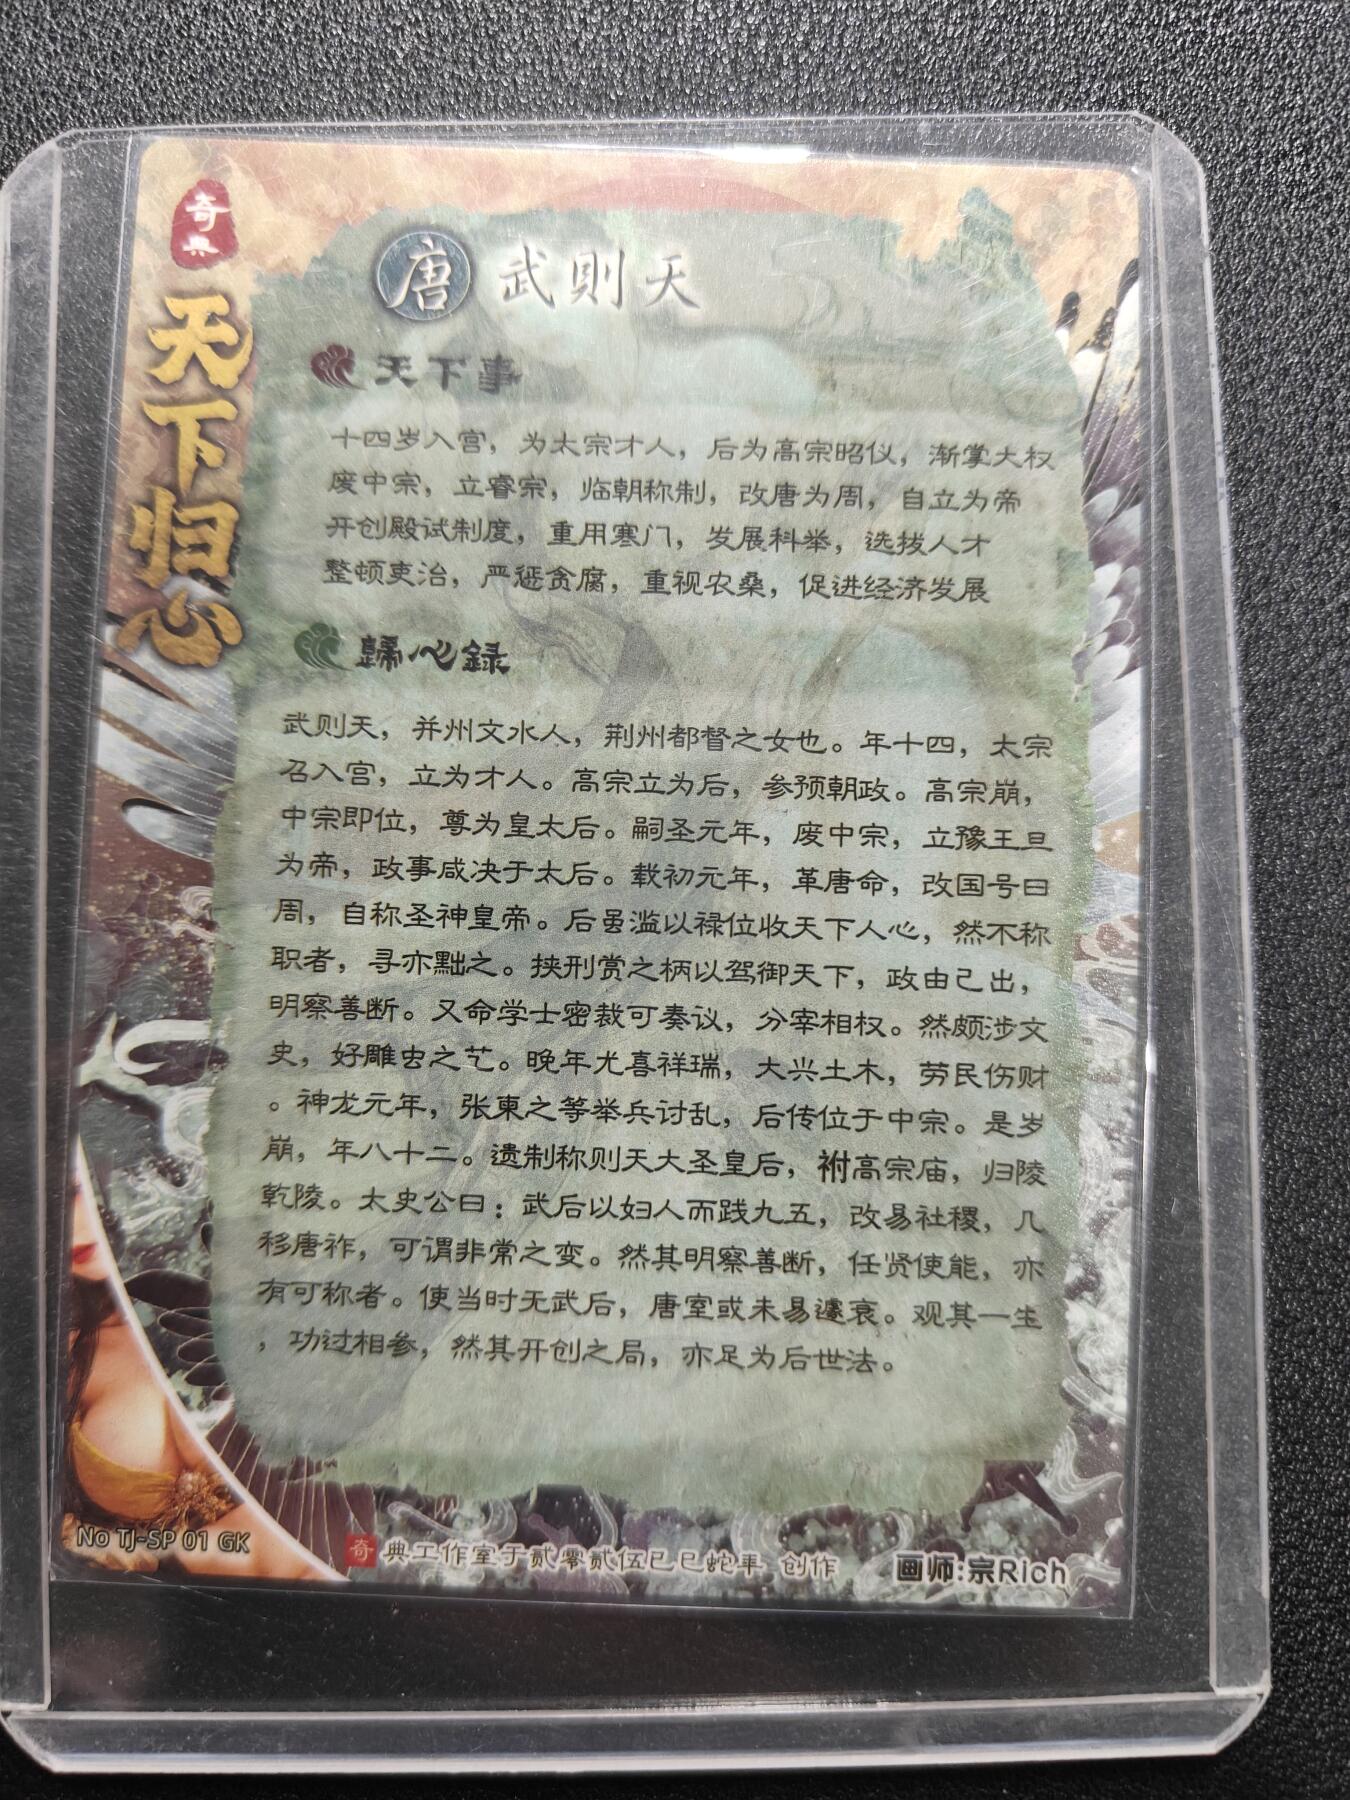 奇典
天下归心
唐 武則天
天下事
十四岁入宫，为太宗才人，后为高宗昭仪，渐掌大权
废中宗，立睿宗，临朝称制，改唐为周，自立为帝
开创殿试制度，重用寒门，发展科举，选拔人才
整顿吏治，严惩贪腐，重视农桑，促进经济发展
歸心録
武则天，并州文水人，荆州都督之女也。年十四，太宗
召入宫，立为才人。高宗立为后，参预朝政。高宗崩，
中宗即位，尊为皇太后。嗣圣元年，废中宗，立豫王旦
为帝，政事咸决于太后。载初元年，革唐命，改国号曰
周，自称圣神皇帝。后虽滥以禄位收天下人心，然不称
职者，寻亦黜之。挟刑赏之柄以驾御天下，政由己出，
明察善断。又命学士密裁可奏议，分宰相权。然颇涉文
史，好雕虫之艺。晚年尤喜祥瑞，大兴土木，劳民伤财
。神龙元年，张柬之等举兵讨乱，后传位于中宗。是岁
崩，年八十二。遗制称则天大圣皇后，祔高宗庙，归陵
乾陵。太史公曰：武后以妇人而践九五，改易社稷，几
移唐祚，可谓非常之变。然其明察善断，任贤使能，亦
有可称者。使当时无武后，唐室或未易遽衰。观其一生
，功过相参，然其开创之局，亦足为后世法。
No TJ-SP 01 GK
奇典工作室于贰零贰伍已巳蛇年 创作
画师:宗Rich